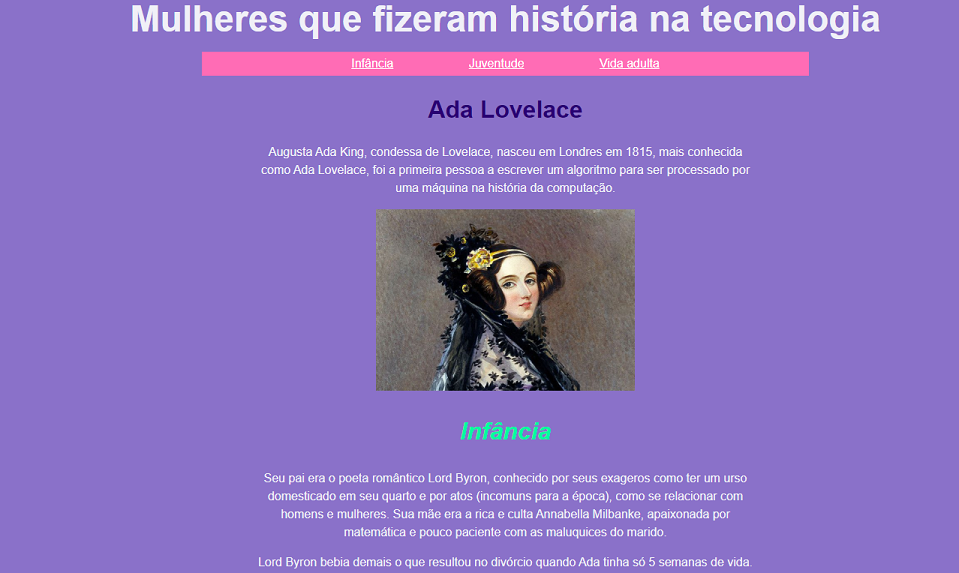 Mulheres que fizeram história na tecnologia
Infância Juventude Vida adulta
Ada Lovelace
Augusta Ada King, condessa de Lovelace, nasceu em Londres em 1815, mais conhecida
como Ada Lovelace, foi a primeira pessoa a escrever um algoritmo para ser processado por
uma máquina na história da computação.
Infância
Seu pai era o poeta romântico Lord Byron, conhecido por seus exageros como ter um urso
domesticado em seu quarto e por atos (incomuns para a época), como se relacionar com
homens e mulheres. Sua mãe era a rica e culta Annabella Milbanke, apaixonada por
matemática e pouco paciente com as maluquices do marido.
Lord Byron bebia demais o que resultou no divórcio quando Ada tinha só 5 semanas de vida.